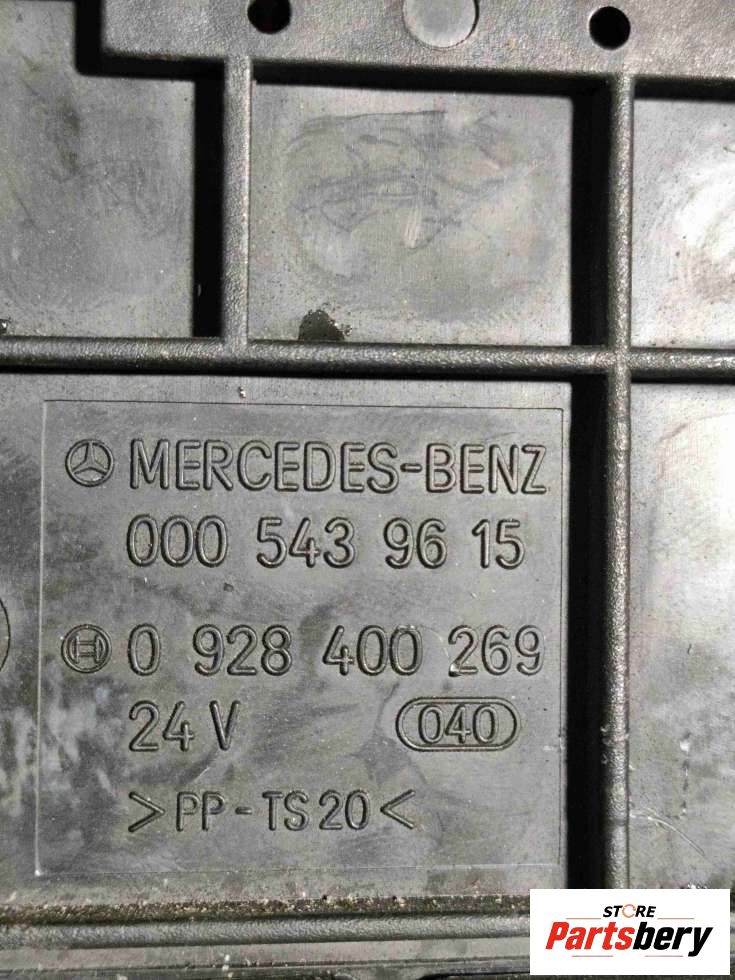 MERCEDES-BENZ
000 543 96 15
0 928 400 269
24 V 040
>PP-TS20<
STORE
Partsbery